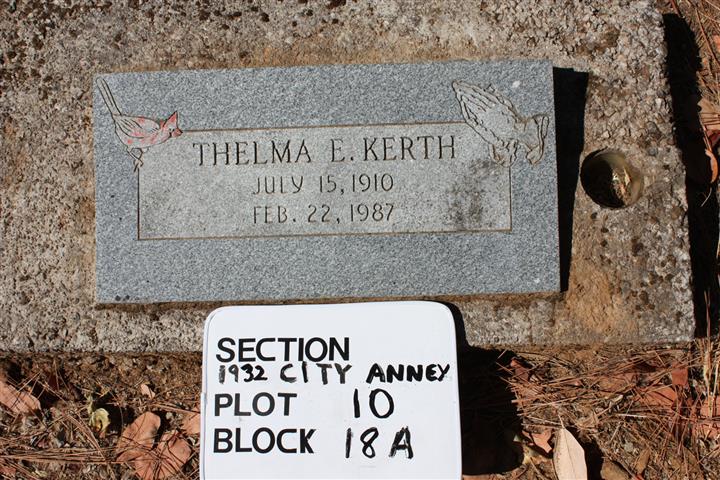 THELMA E. KERTH
JULY 15, 1910
FEB. 22, 1987
SECTION
1932 CITY ANNEY
PLOT 10
BLOCK 18A